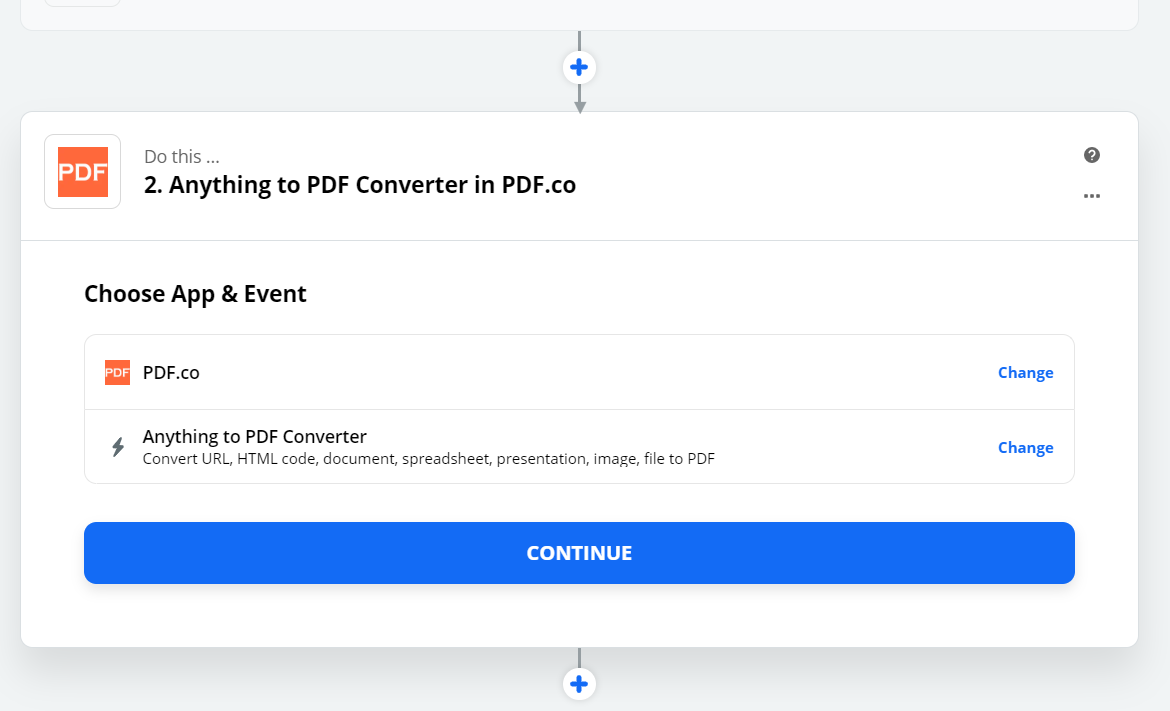 PDF
Do this ...
2. Anything to PDF Converter in PDF.co
Choose App & Event
PDF
PDF.co
Change
Anything to PDF Converter
Convert URL, HTML code, document, spreadsheet, presentation, image, file to PDF
Change
CONTINUE